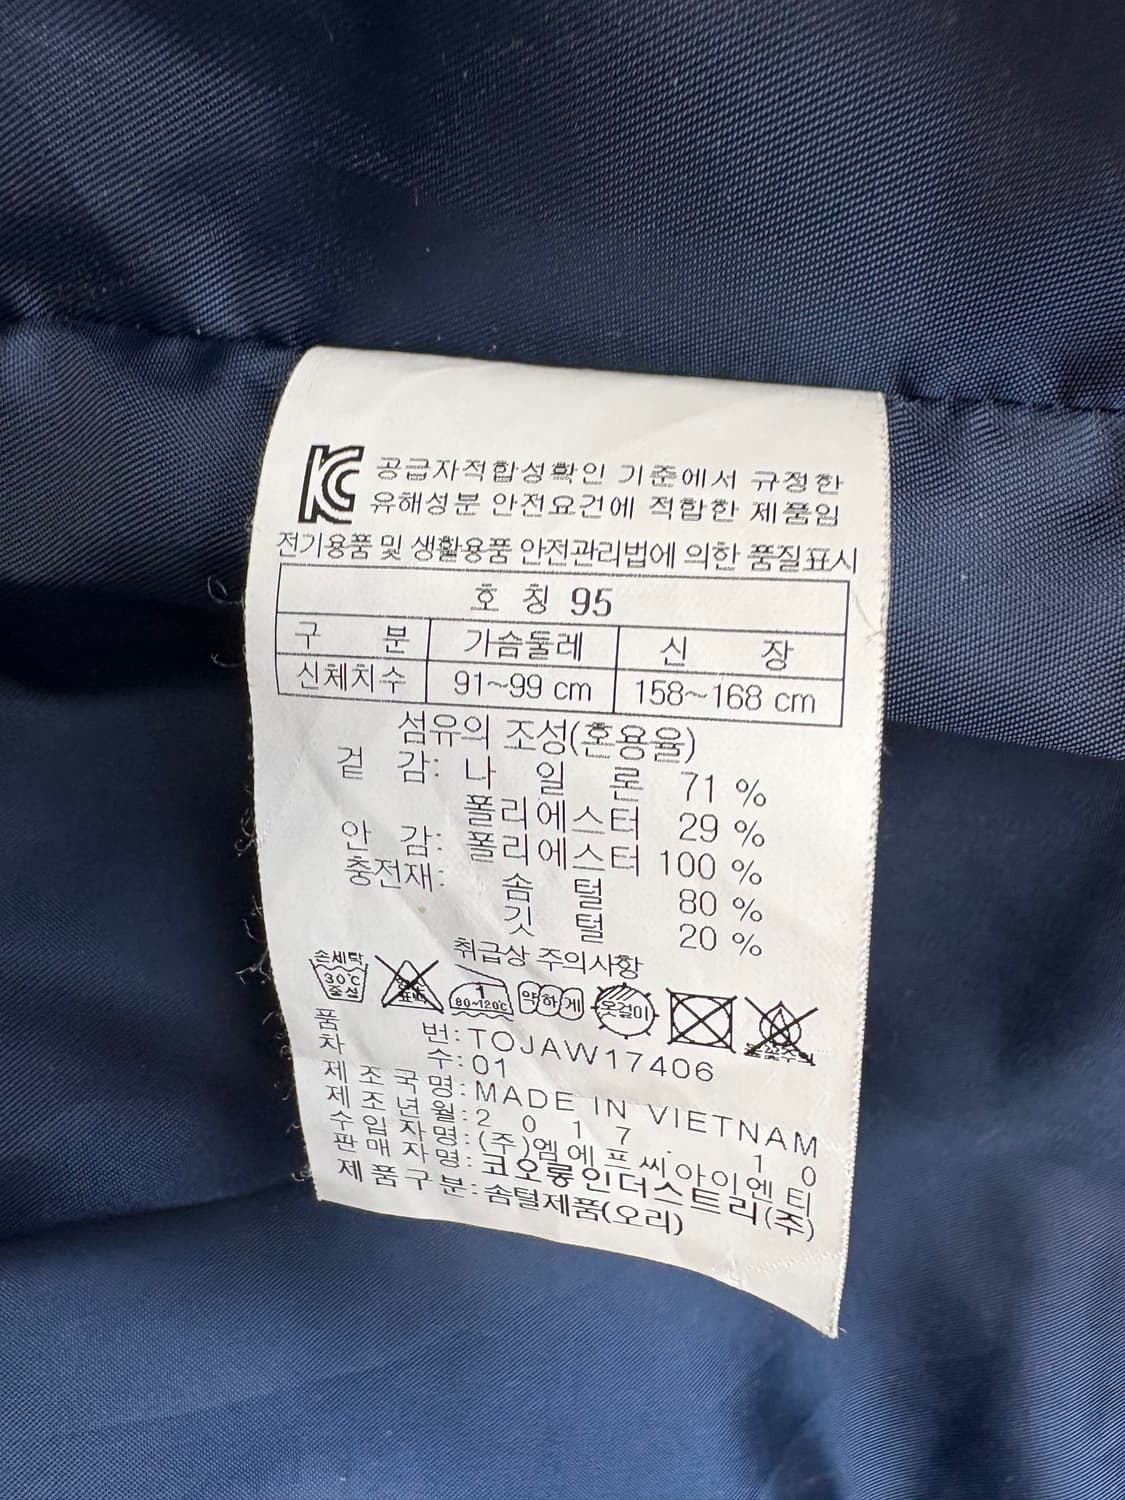 KC 공급자적합성확인 기준에서 규정한
유해성분 안전요건에 적합한 제품임
전기용품 및 생활용품 안전관리법에 의한 품질표시
호 칭 95
구 분 가슴둘레 신 장
신체치수 91~99 cm 158~168 cm
섬유의 조성(혼용율)
겉 감: 나 일 론 71 %
폴리에스터 29 %
안 감: 폴리에스터 100 %
충전재: 솜 털 80 %
깃 털 20 %
취급상 주의사항
손세탁 30℃ 중성 염소 표백 1 80~120℃ 약하게 옷걸이
품 번: TOJAW17406
차 수: 01
제 조 국 명: MADE IN VIETNAM
제 조 년 월: 2 0 1 7 . 1 0
수 입 자 명: (주)엠에프씨아이엔티
판 매 자 명: 코오롱인더스트리(주)
제 품 구 분: 솜털제품(오리)